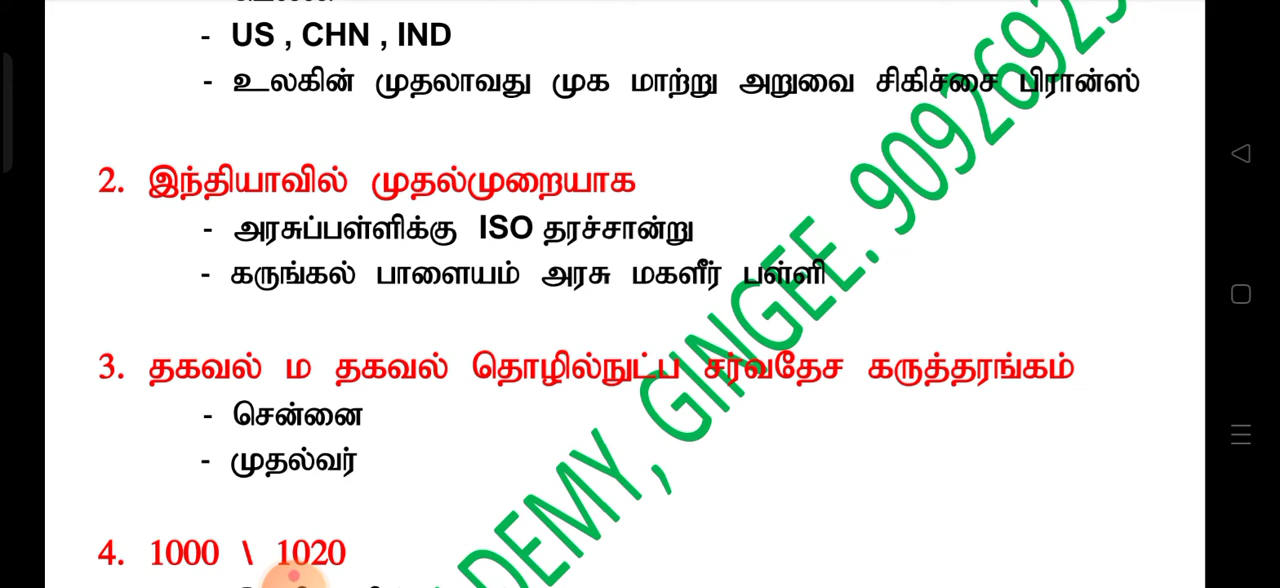 - US , CHN , IND
- உலகின் முதலாவது முக மாற்று அறுவை சிகிச்சை பிரான்ஸ்
2. இந்தியாவில் முதல்முறையாக
- அரசுப்பள்ளிக்கு ISO தரச்சான்று
- கருங்கல் பாளையம் அரசு மகளீர் பள்ளி
3. தகவல் ம தகவல் தொழில்நுட்ப சர்வதேச கருத்தரங்கம்
- சென்னை
- முதல்வர்
4. 1000 \ 1020
DEMY, GINGEE. 9092692